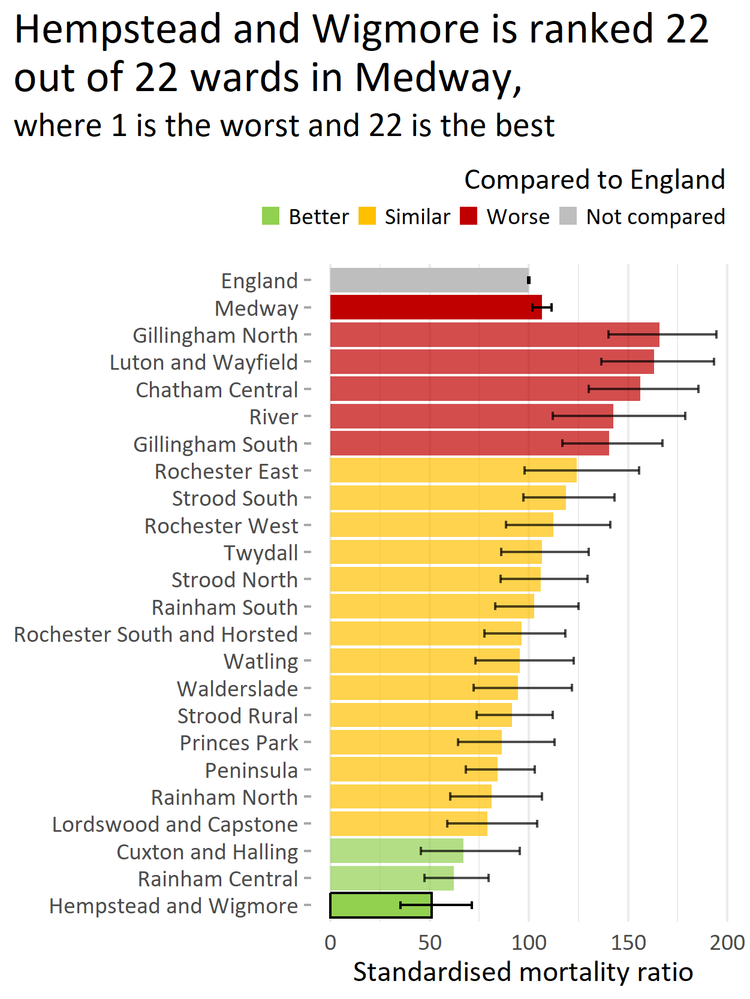 Hempstead and Wigmore is ranked 22
out of 22 wards in Medway,
where 1 is the worst and 22 is the best
Compared to England
Better Similar Worse Not compared
England
Medway
Gillingham North
Luton and Wayfield
Chatham Central
River
Gillingham South
Rochester East
Strood South
Rochester West
Twydall
Strood North
Rainham South
Rochester South and Horsted
Watling
Walderslade
Strood Rural
Princes Park
Peninsula
Rainham North
Lordswood and Capstone
Cuxton and Halling
Rainham Central
Hempstead and Wigmore
0 50 100 150 200
Standardised mortality ratio